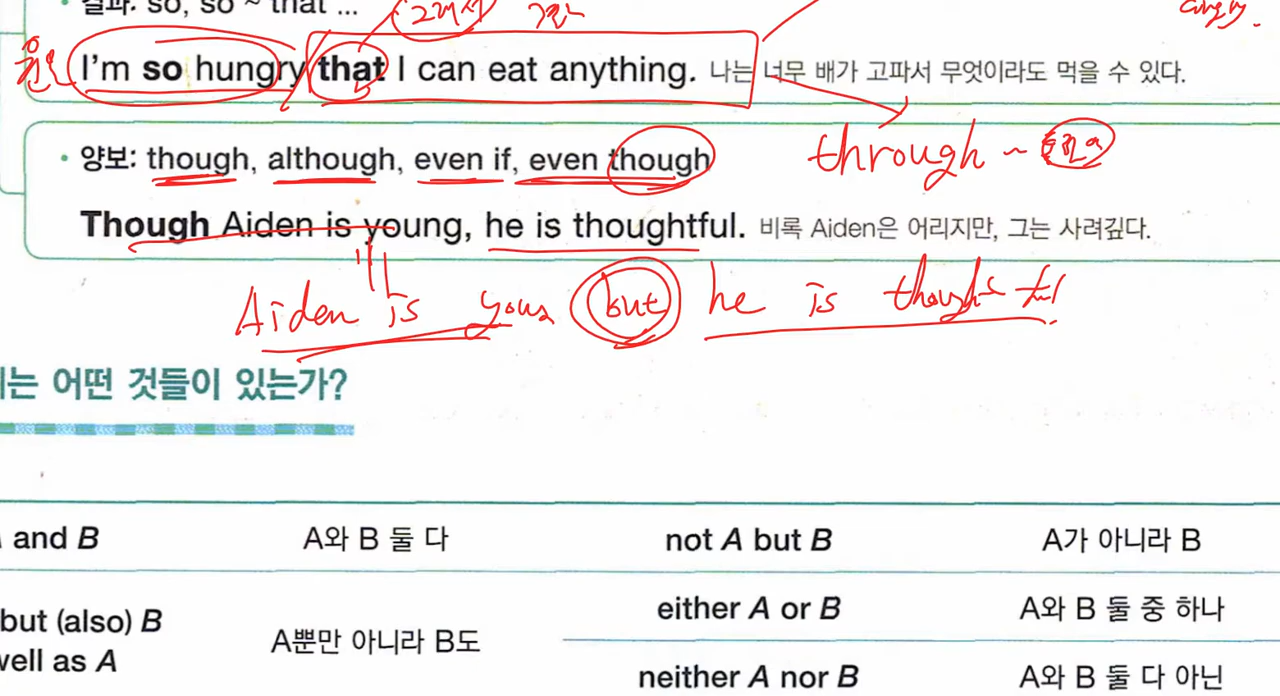 • 결과: so, so ~ that ...
그래서
I'm so hungry that I can eat anything. 나는 너무 배가 고파서 무엇이라도 먹을 수 있다.
• 양보: though, although, even if, even though
through ~
Though Aiden is young, he is thoughtful. 비록 Aiden은 어리지만, 그는 사려깊다.
Aiden is young but he is thoughtful.
는 어떤 것들이 있는가?
and B A와 B 둘 다 not A but B A가 아니라 B
but (also) B
well as A A뿐만 아니라 B도
either A or B A와 B 둘 중 하나
neither A nor B A와 B 둘 다 아닌